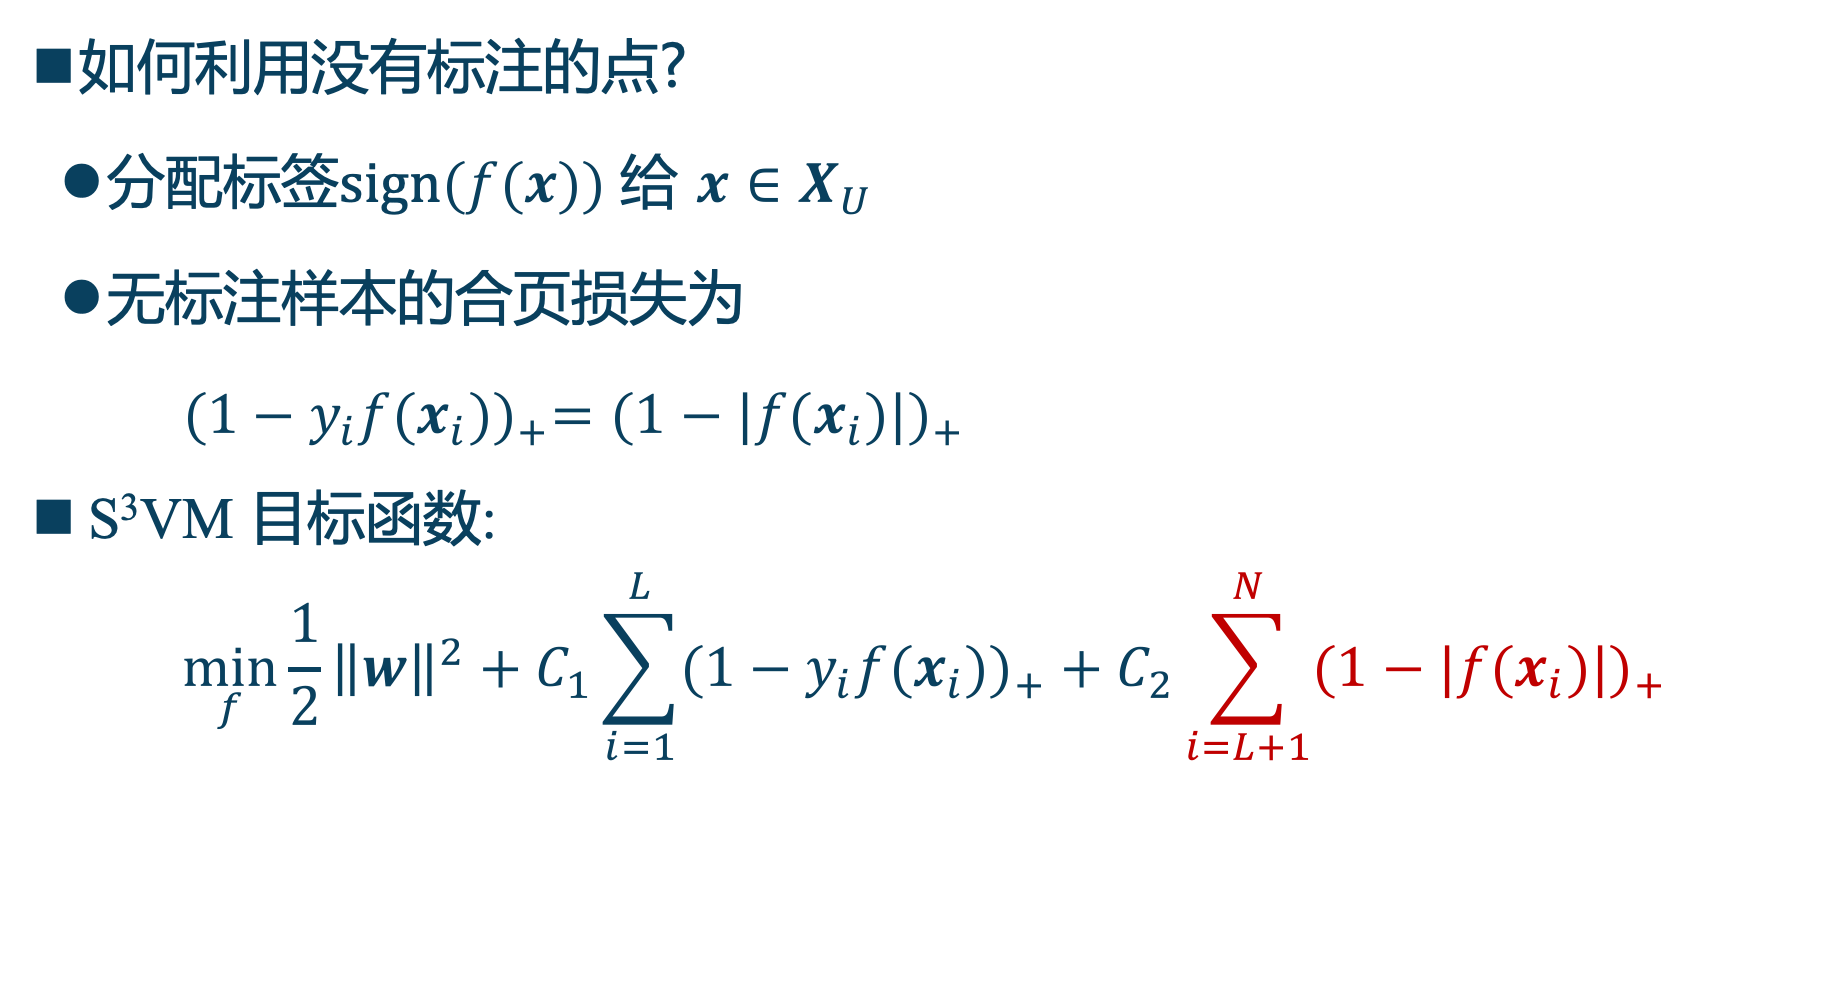 ■如何利用没有标注的点?
●分配标签sign(f(x)) 给 x ∈ X_U
●无标注样本的合页损失为
(1 − y_i f(x_i))_+ = (1 − |f(x_i)|)_+
■ S³VM 目标函数:
min_f 1/2 ‖w‖² + C_1 ∑_{i=1}^{L} (1 − y_i f(x_i))_+ + C_2 ∑_{i=L+1}^{N} (1 − |f(x_i)|)_+